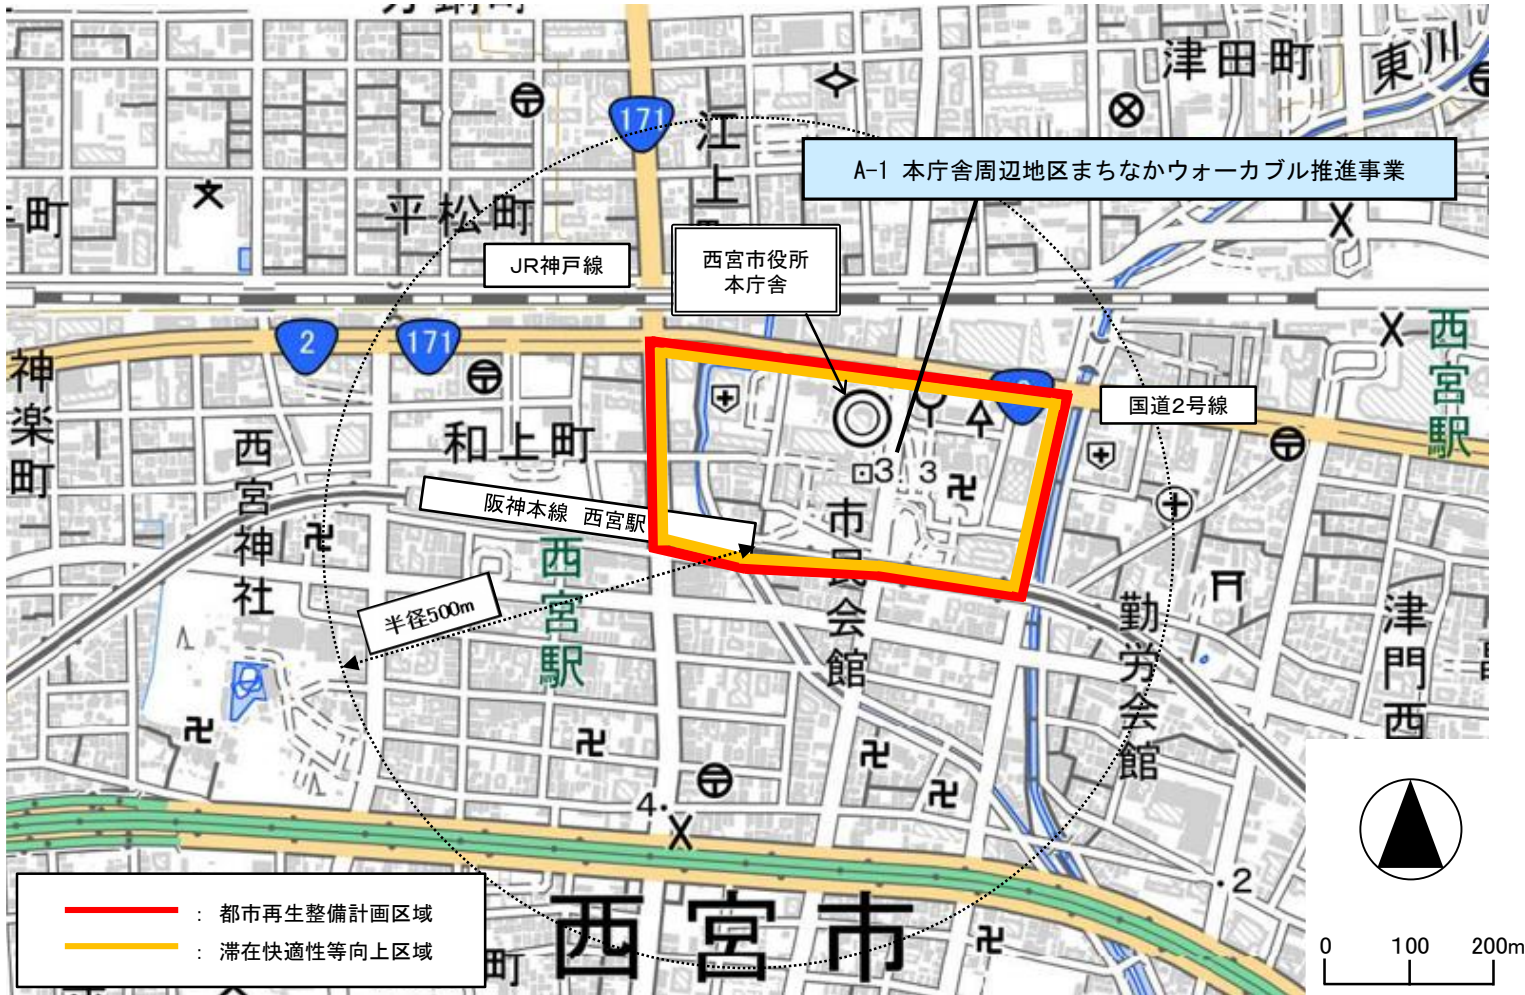 171
江上
津田町
東川
A-1 本庁舎周辺地区まちなかウォーカブル推進事業
町
平松町
JR神戸線
西宮市役所
本庁舎
2
171
国道2号線
西宮駅
神楽町
和上町
西宮神社
阪神本線 西宮駅
3.3
市民会館
半径500m
西宮駅
勤労会館
津門西
4
2
西宮市
町
: 都市再生整備計画区域
: 滞在快適性等向上区域
0 100 200m